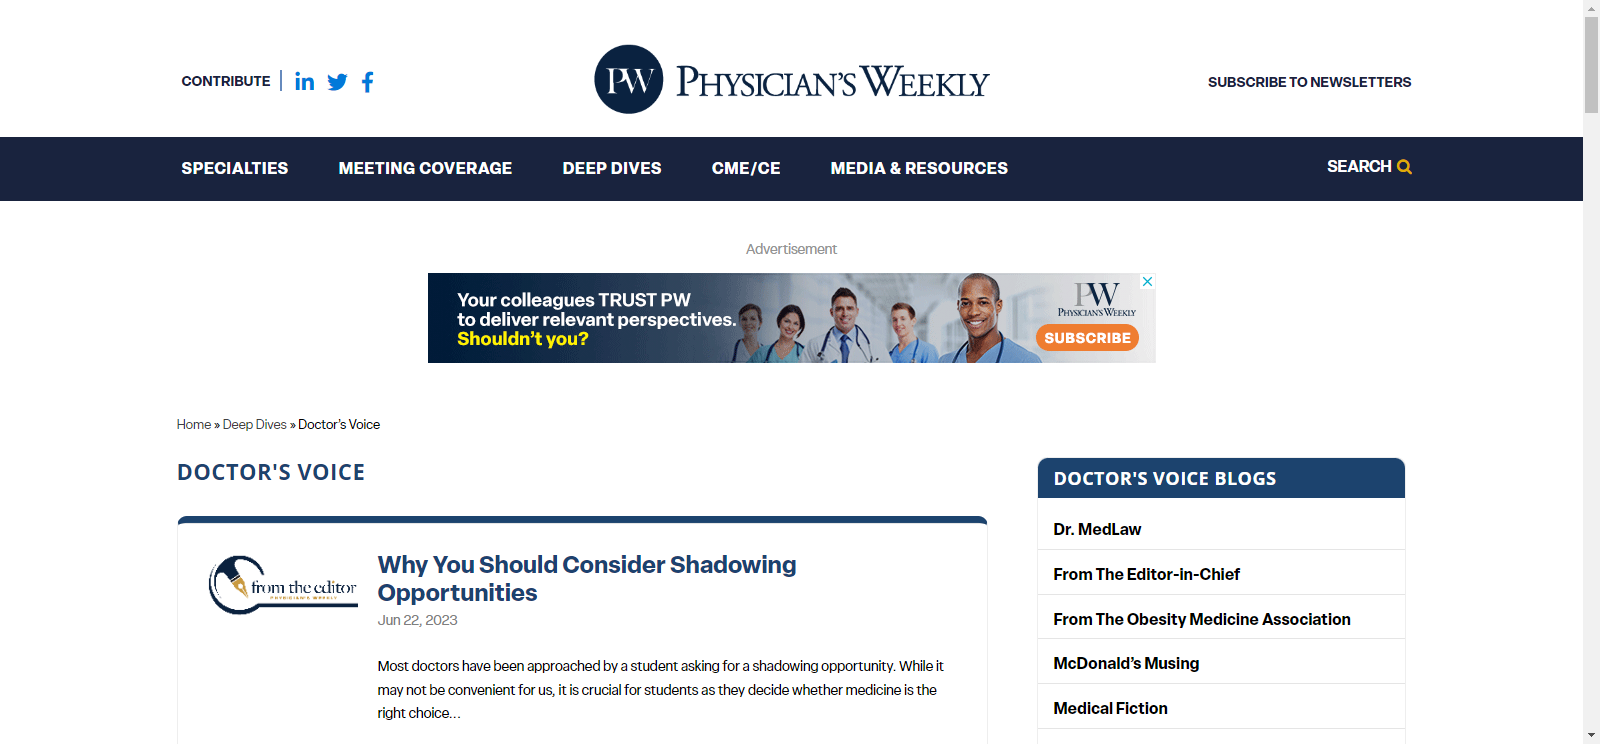 CONTRIBUTE
PW PHYSICIAN'S WEEKLY
SUBSCRIBE TO NEWSLETTERS
SPECIALTIES MEETING COVERAGE DEEP DIVES CME/CE MEDIA & RESOURCES SEARCH
Advertisement
Your colleagues TRUST PW
to deliver relevant perspectives.
Shouldn't you?
PW
PHYSICIAN'S WEEKLY
SUBSCRIBE
Home » Deep Dives » Doctor's Voice
DOCTOR'S VOICE
from the editor
PHYSICIAN'S WEEKLY
Why You Should Consider Shadowing
Opportunities
Jun 22, 2023
Most doctors have been approached by a student asking for a shadowing opportunity. While it
may not be convenient for us, it is crucial for students as they decide whether medicine is the
right choice...
DOCTOR'S VOICE BLOGS
Dr. MedLaw
From The Editor-in-Chief
From The Obesity Medicine Association
McDonald's Musing
Medical Fiction